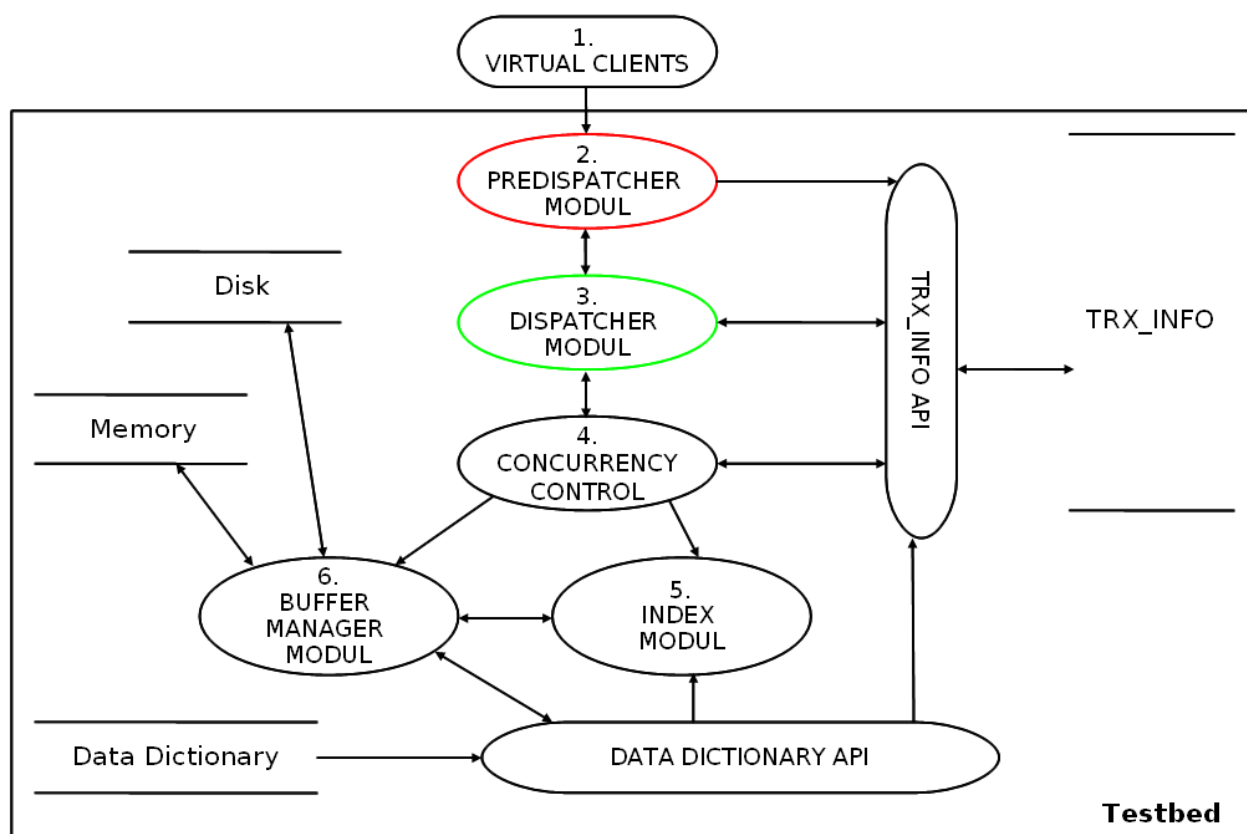 1.
VIRTUAL CLIENTS
2.
PREDISPATCHER
MODUL
Disk
3.
DISPATCHER
MODUL
TRX_INFO API
TRX_INFO
Memory
4.
CONCURRENCY
CONTROL
6.
BUFFER
MANAGER
MODUL
5.
INDEX
MODUL
Data Dictionary
DATA DICTIONARY API
Testbed